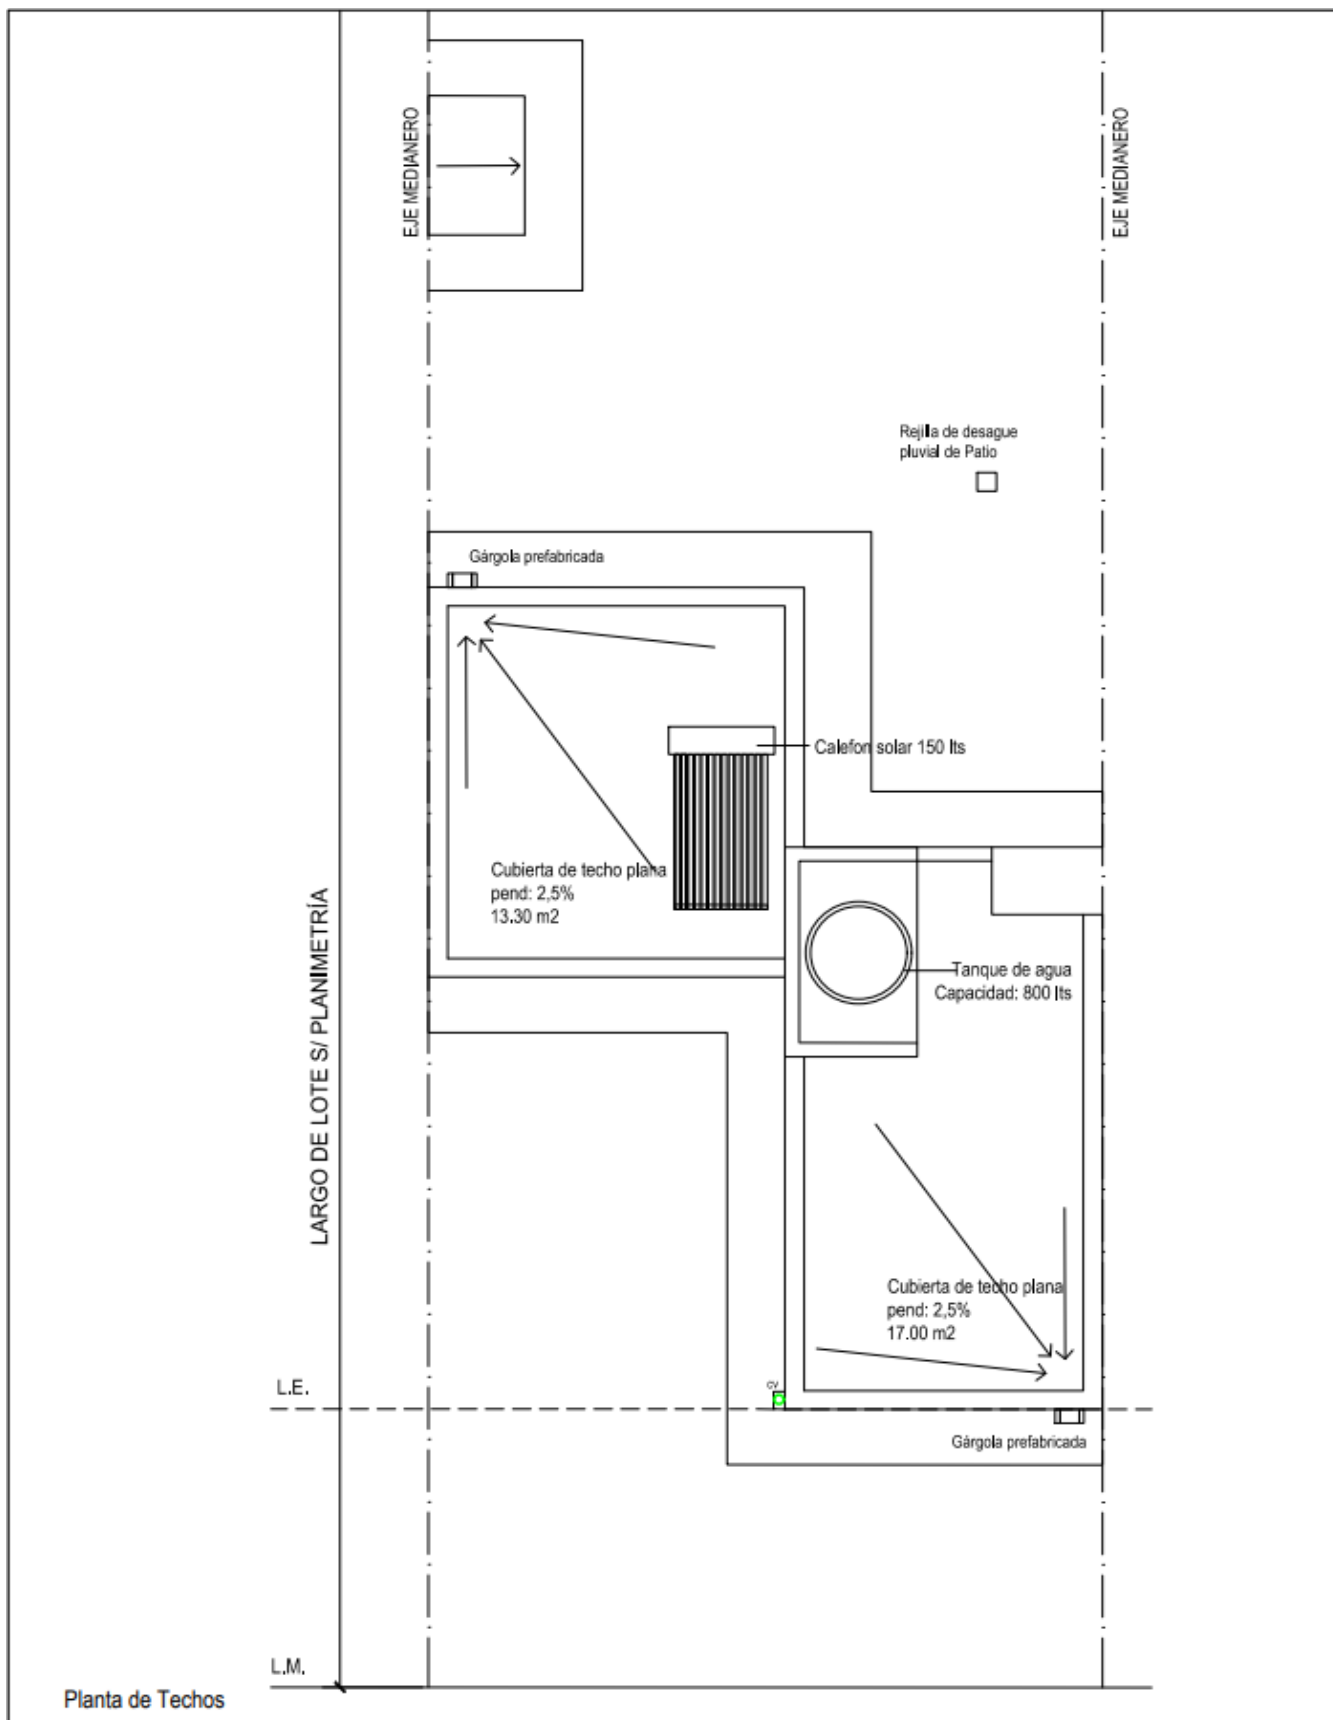 EJE MEDIANERO
EJE MEDIANERO
Rejilla de desague
pluvial de Patio
Gárgola prefabricada
Calefon solar 150 lts
Cubierta de techo plana
pend: 2,5%
13.30 m2
Tanque de agua
Capacidad: 800 lts
LARGO DE LOTE S/ PLANIMETRÍA
Cubierta de techo plana
pend: 2,5%
17.00 m2
L.E.
Gárgola prefabricada
L.M.
Planta de Techos